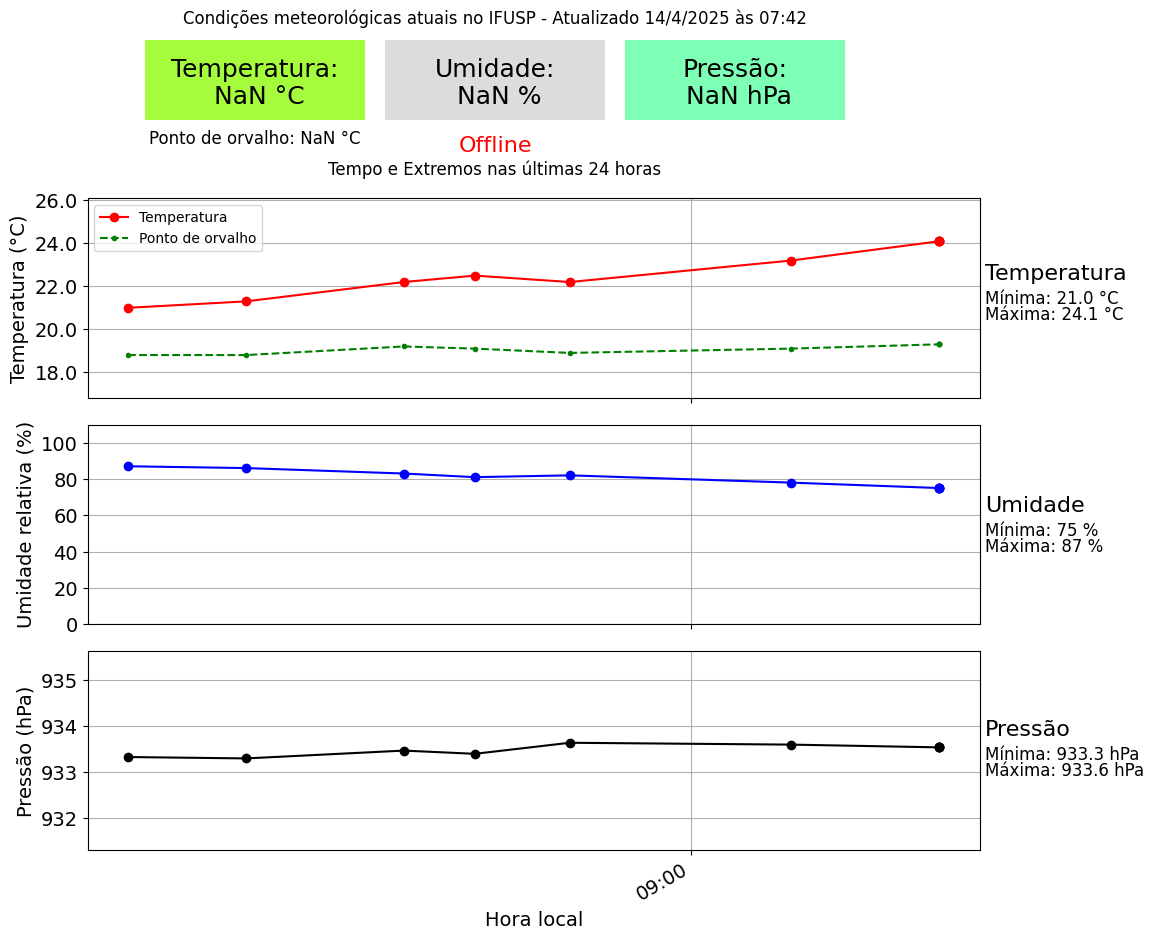 Condições meteorológicas atuais no IFUSP - Atualizado 14/4/2025 às 07:42
Temperatura:
NaN °C
Umidade:
NaN %
Pressão:
NaN hPa
Ponto de orvalho: NaN °C
Offline
Tempo e Extremos nas últimas 24 horas
Temperatura (°C)
26.0
24.0
22.0
20.0
18.0
Temperatura
Ponto de orvalho
Temperatura
Mínima: 21.0 °C
Máxima: 24.1 °C
Umidade relativa (%)
100
80
60
40
20
0
Umidade
Mínima: 75 %
Máxima: 87 %
Pressão (hPa)
935
934
933
932
Pressão
Mínima: 933.3 hPa
Máxima: 933.6 hPa
09:00
Hora local